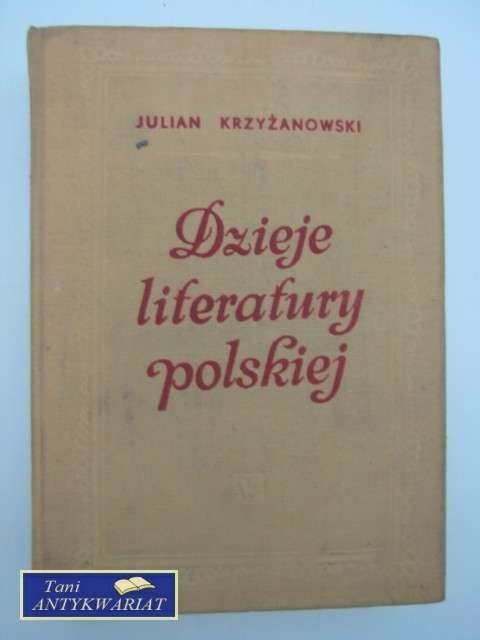 JULIAN KRZYŻANOWSKI
Dzieje
literatury
polskiej
Tani
ANTYKWARIAT